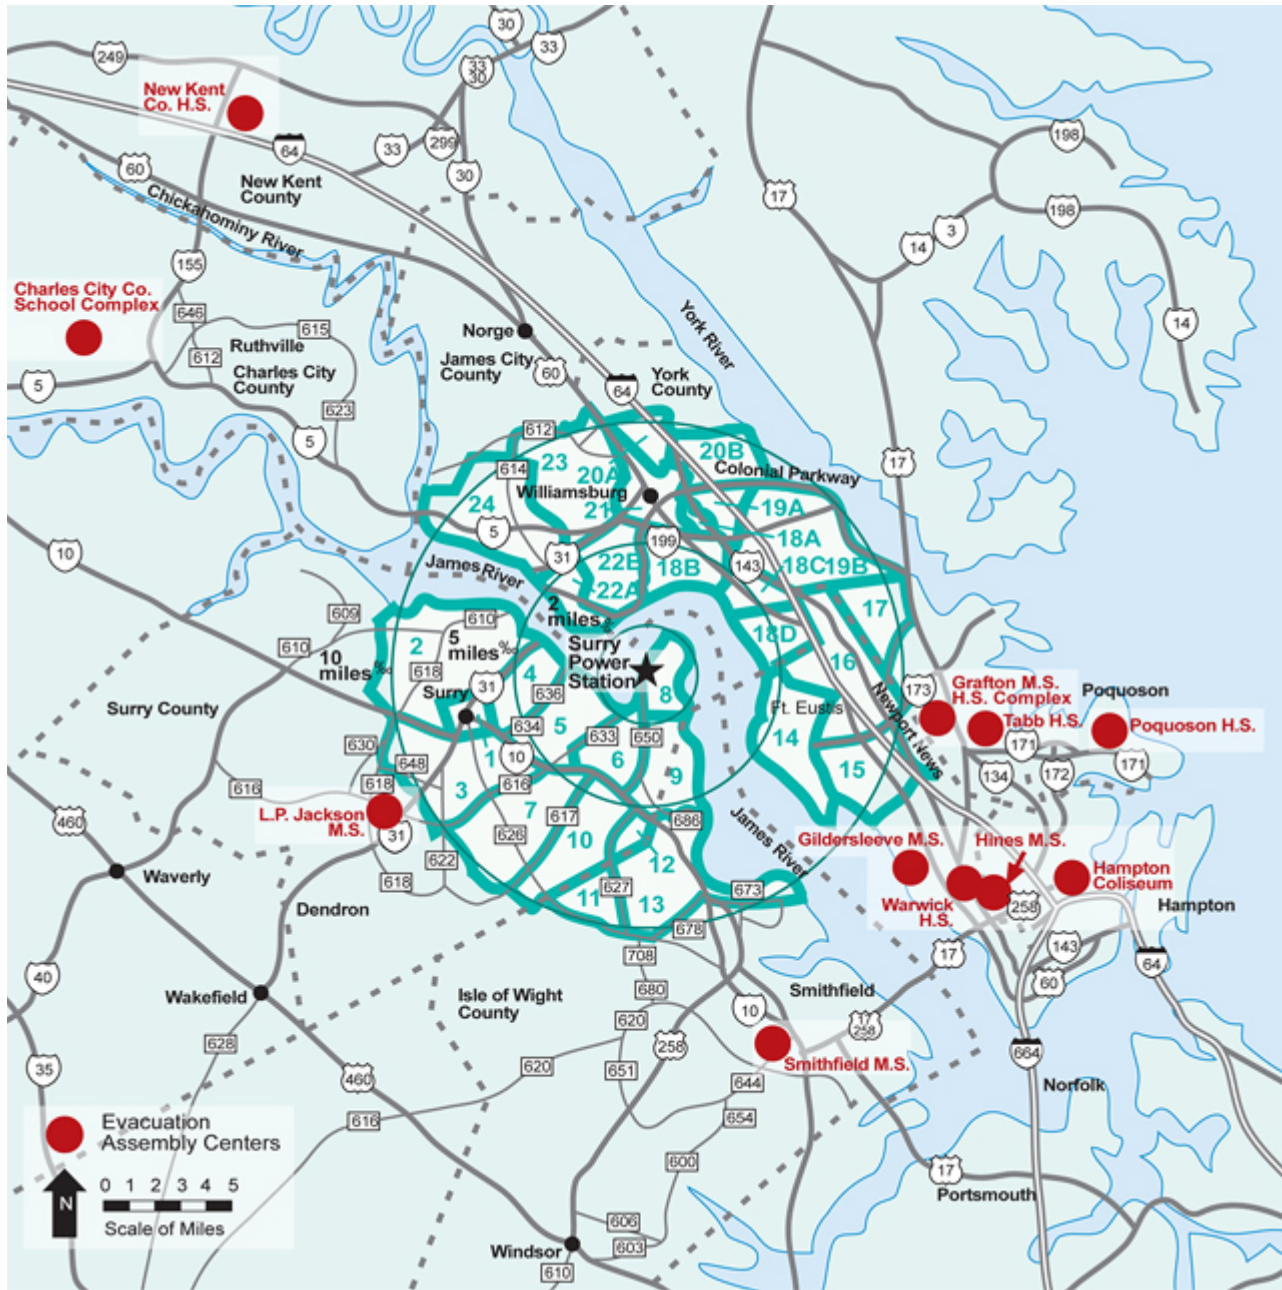 30
33
249
33
30
New Kent
Co. H.S.
64
33
299
30
198
60
New Kent
County
17
198
Chickahominy River
3
14
155
Charles City Co.
School Complex
646
615
14
612
Ruthville
Norge
York River
Charles City
County
James City
County
60
York
County
5
64
623
5
612
20B
17
23
614
20A
Colonial Parkway
Williamsburg
24
21
19A
5
199
18A
10
31
James River
22B
18B
143
18C
19B
22A
609
610
2
miles
17
2
18D
610
5
miles
Surry
Power
Station
10
miles
618
4
16
31
636
8
173
Grafton M.S.
H.S. Complex
Poquoson
Surry
Surry County
Ft. Eustis
Newport News
Tabb H.S.
Poquoson H.S.
634
5
633
650
14
171
630
1
10
648
6
9
15
134
172
171
618
616
616
3
7
L.P. Jackson
M.S.
617
686
James River
460
31
626
10
Gildersleeve M.S.
Hines M.S.
12
622
Waverly
618
627
673
Hampton
Coliseum
11
13
Warwick
H.S.
258
Hampton
Dendron
678
708
17
143
40
64
60
Wakefield
Isle of Wight
County
680
Smithfield
10
620
17
258
628
258
664
35
620
651
Smithfield M.S.
460
644
Norfolk
654
616
Evacuation
Assembly Centers
600
17
N
0 1 2 3 4 5
Portsmouth
Scale of Miles
606
Windsor
603
610